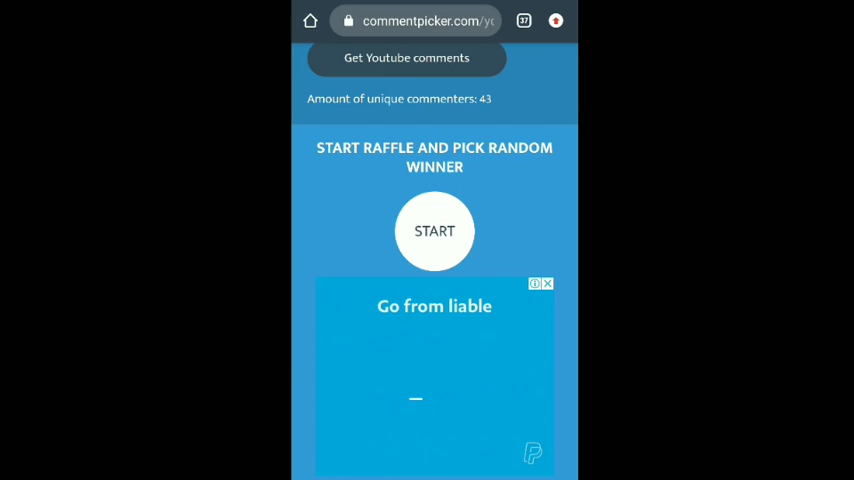 commentpicker.com/yo
37
Get Youtube comments
Amount of unique commenters: 43
START RAFFLE AND PICK RANDOM
WINNER
START
Go from liable